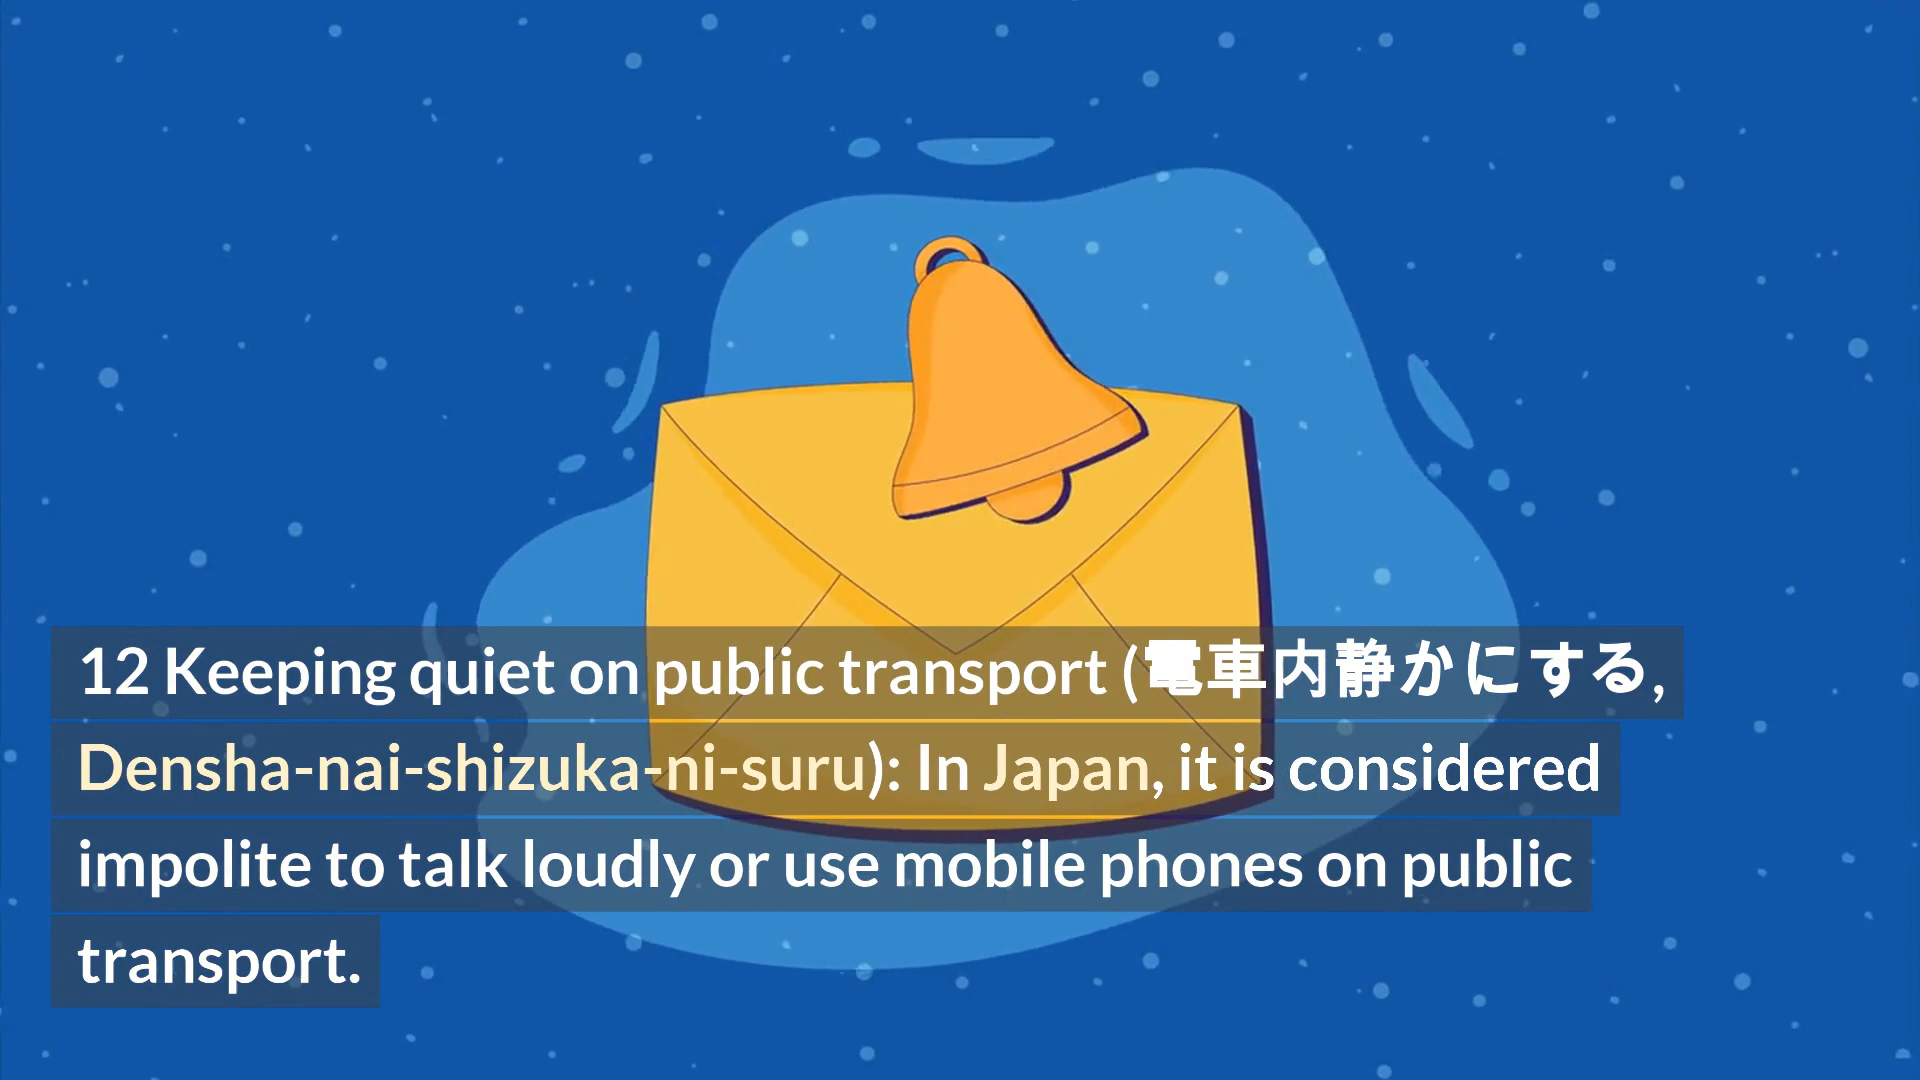 12 Keeping quiet on public transport (電車内静かにする,
Densha-nai-shizuka-ni-suru): In Japan, it is considered
impolite to talk loudly or use mobile phones on public
transport.